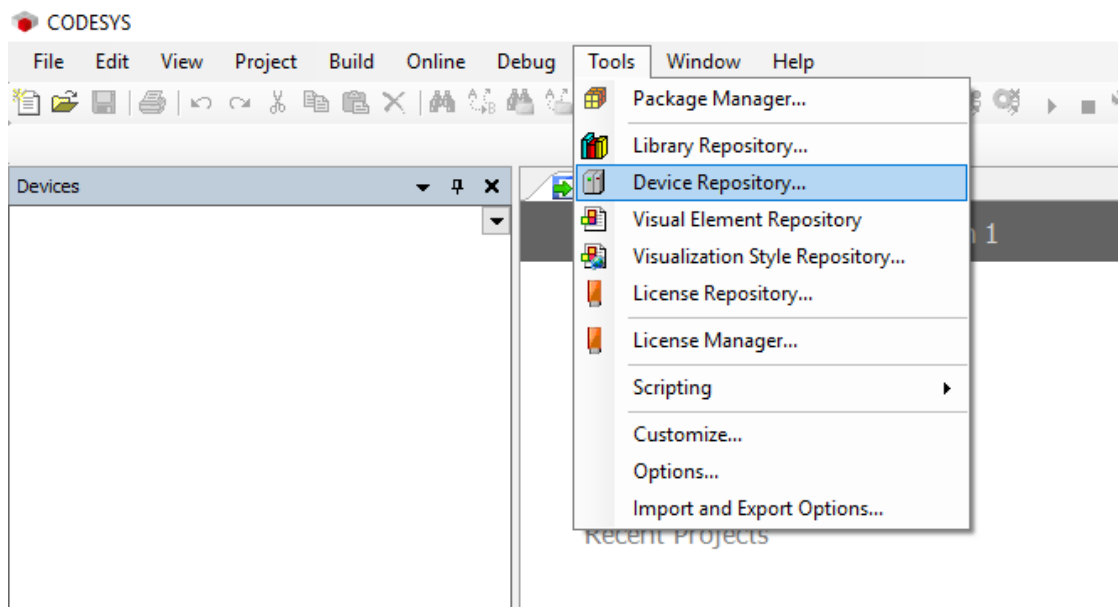 CODESYS
File Edit View Project Build Online Debug Tools Window Help
Package Manager...
Library Repository...
Devices
Device Repository...
Visual Element Repository
1
Visualization Style Repository...
License Repository...
License Manager...
Scripting
Customize...
Options...
Import and Export Options...
Recent Projects